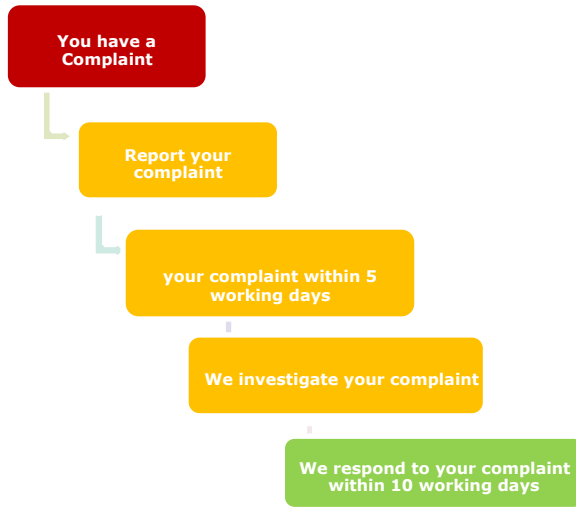 You have a
Complaint
Report your
complaint
your complaint within 5
working days
We investigate your complaint
We respond to your complaint
within 10 working days